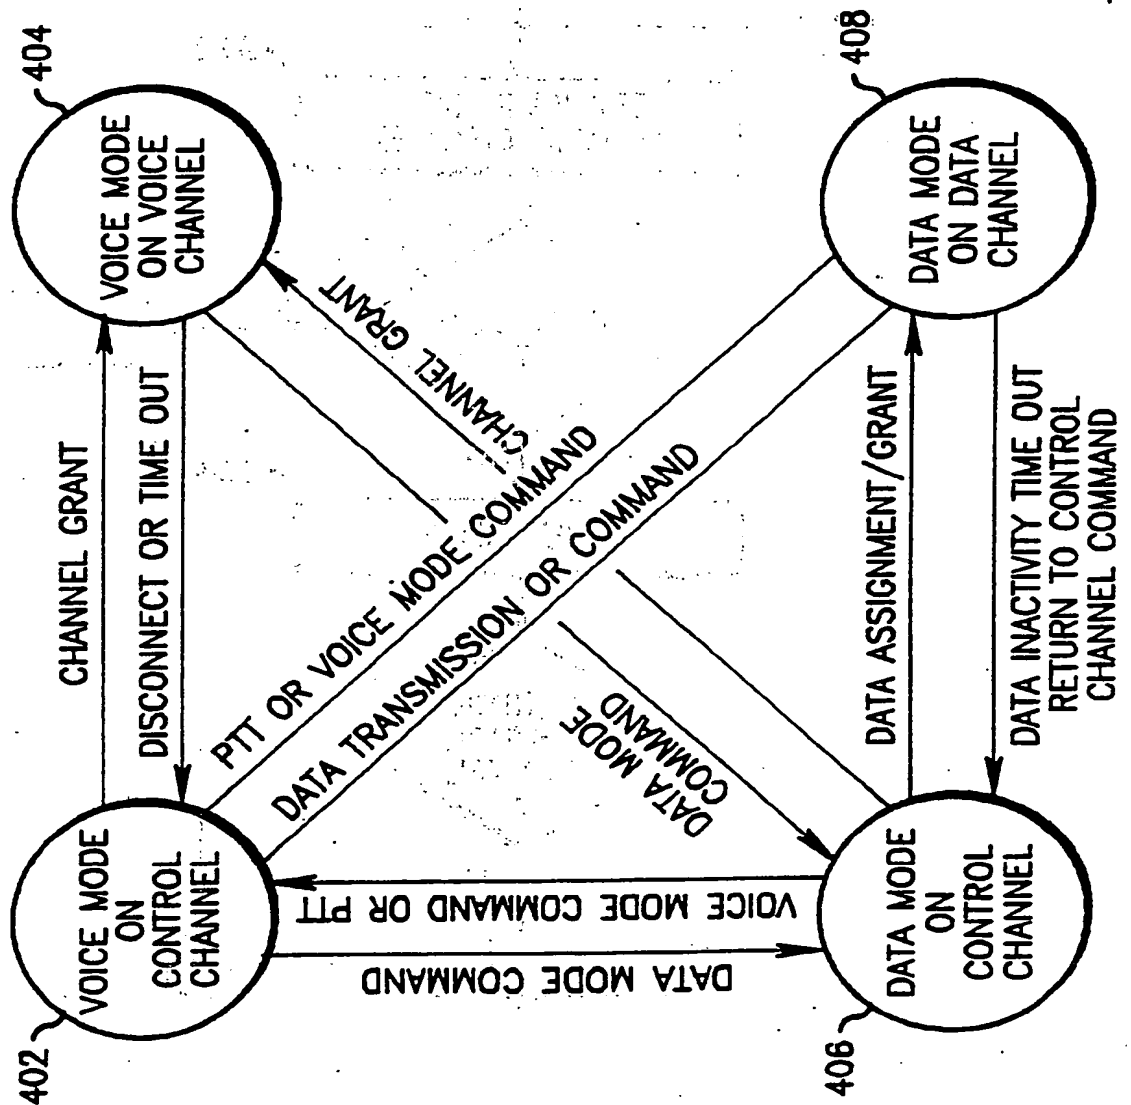 402
VOICE MODE
ON
CONTROL
CHANNEL
CHANNEL GRANT
DISCONNECT OR TIME OUT
404
VOICE MODE
ON VOICE
CHANNEL
CHANNEL GRANT
PTT OR VOICE MODE COMMAND
DATA TRANSMISSION OR COMMAND
DATA MODE
COMMAND
VOICE MODE COMMAND OR PTT
DATA MODE COMMAND
406
DATA MODE
ON
CONTROL
CHANNEL
DATA ASSIGNMENT/GRANT
DATA INACTIVITY TIME OUT
RETURN TO CONTROL
CHANNEL COMMAND
408
DATA MODE
ON DATA
CHANNEL